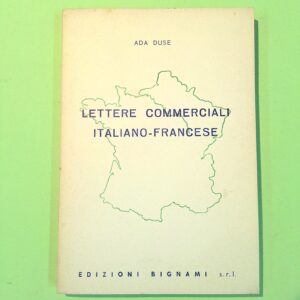 ADA DUSE
LETTERE COMMERCIALI
ITALIANO-FRANCESE
EDIZIONI BIGNAMI s.r.l.